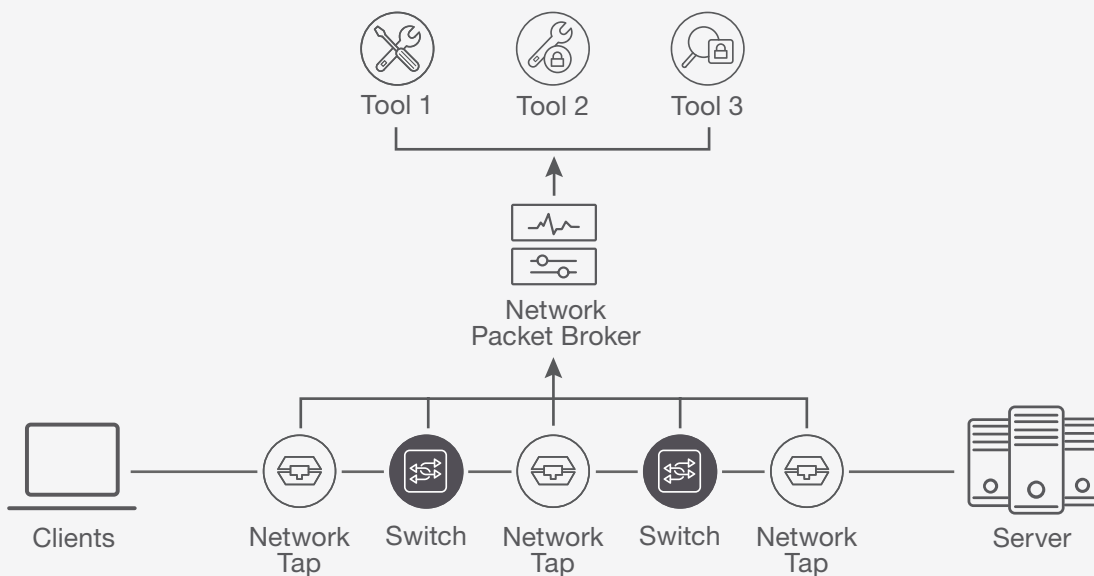 Tool 1
Tool 2
Tool 3
Network
Packet Broker
Clients
Network
Tap
Switch
Network
Tap
Switch
Network
Tap
Server